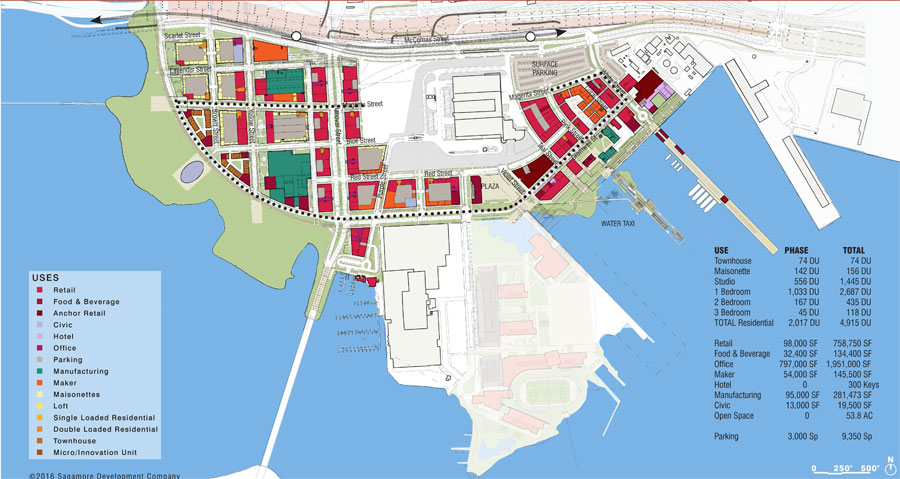 McComas Street
Scarlet Street
Lavender Street
SURFACE
PARKING
Magenta Street
Magenta Street
Hanover Street
Blue Street
Red Street
Red Street
PLAZA
WATER TAXI
USES
Retail
Food & Beverage
Anchor Retail
Civic
Hotel
Office
Parking
Manufacturing
Maker
Maisonettes
Loft
Single Loaded Residential
Double Loaded Residential
Townhouse
Micro/Innovation Unit
©2016 Sagamore Development Company
USE PHASE TOTAL
Townhouse 74 DU 74 DU
Maisonette 142 DU 156 DU
Studio 556 DU 1,445 DU
1 Bedroom 1,033 DU 2,687 DU
2 Bedroom 167 DU 435 DU
3 Bedroom 45 DU 118 DU
TOTAL Residential 2,017 DU 4,915 DU
Retail 98,000 SF 758,750 SF
Food & Beverage 32,400 SF 134,400 SF
Office 797,000 SF 1,951,000 SF
Maker 54,000 SF 145,500 SF
Hotel 0 300 Keys
Manufacturing 95,000 SF 281,473 SF
Civic 13,000 SF 19,500 SF
Open Space 0 53.8 AC
Parking 3,000 Sp 9,350 Sp
N
0 250' 500'